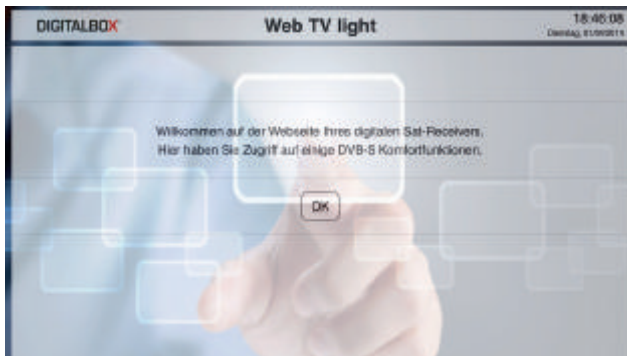 DIGITALBOX
Web TV light
18:46:08
Dienstag,
Willkommen auf der Webseite Ihres digitalen Sat-Receivers.
Hier haben Sie Zugriff auf einige DVB-S Komfortfunktionen.
OK